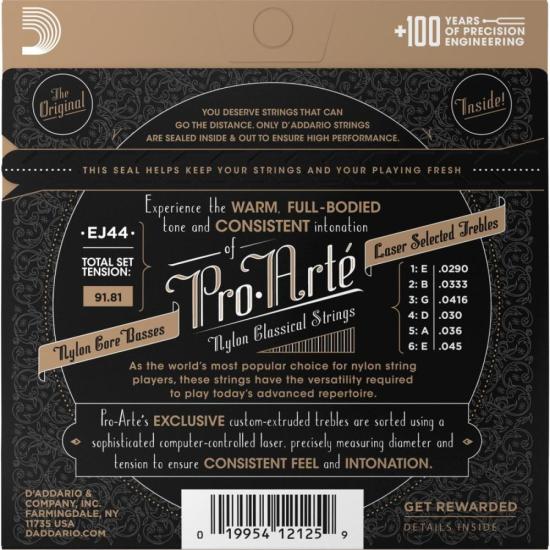 +100 YEARS OF PRECISION ENGINEERING
The Original
Inside!
YOU DESERVE STRINGS THAT CAN
GO THE DISTANCE. ONLY D'ADDARIO STRINGS
ARE SEALED INSIDE & OUT TO ENSURE HIGH PERFORMANCE.
THIS SEAL HELPS KEEP YOUR STRINGS AND YOUR PLAYING FRESH
Experience the WARM, FULL-BODIED
tone and CONSISTENT intonation
of
·EJ44·
TOTAL SET
TENSION:
91.81
Pro·Arté
Nylon Classical Strings
Laser Selected Trebles
1: E .0290
2: B .0333
3: G .0416
4: D .030
5: A .036
6: E .045
Nylon Core Basses
As the world's most popular choice for nylon string
players, these strings have the versatility required
to play today's advanced repertoire.
Pro-Arte's EXCLUSIVE custom-extruded trebles are sorted using a
sophisticated computer-controlled laser, precisely measuring diameter and
tension to ensure CONSISTENT FEEL and INTONATION.
D'ADDARIO &
COMPANY, INC.
FARMINGDALE, NY
11735 USA
DADDARIO.COM
0 19954 12125 9
GET REWARDED
DETAILS INSIDE